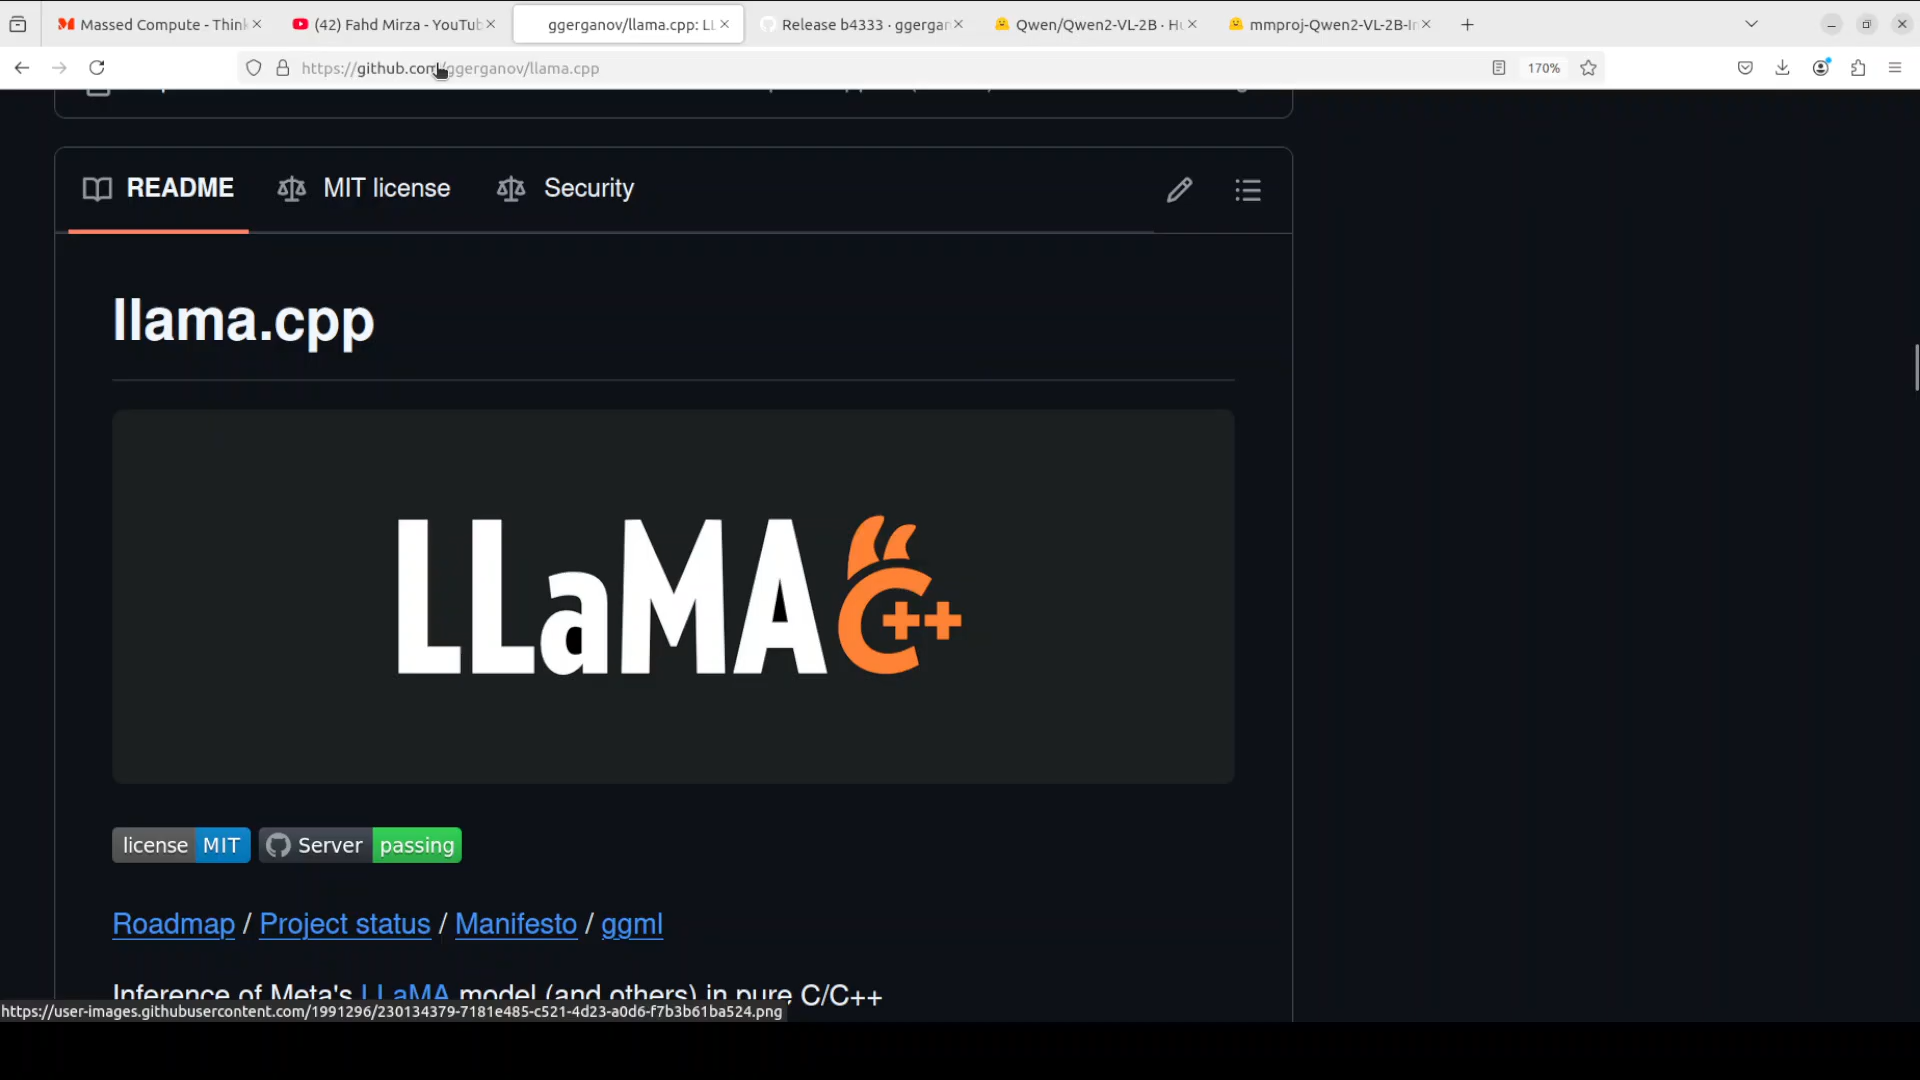 Massed Compute - Think
(42) Fahd Mirza - YouTub
ggerganov/llama.cpp: LL
Release b4333 · ggergan
Qwen/Qwen2-VL-2B · Hu
mmproj-Qwen2-VL-2B-In
https://github.com/ggerganov/llama.cpp
170%
README
MIT license
Security
llama.cpp
LLaMA C++
license MIT
Server passing
Roadmap / Project status / Manifesto / ggml
Inference of Meta's LLaMA model (and others) in pure C/C++
https://user-images.githubusercontent.com/1991296/230134379-7181e485-c521-4d23-a0d6-f7b3b61ba524.png